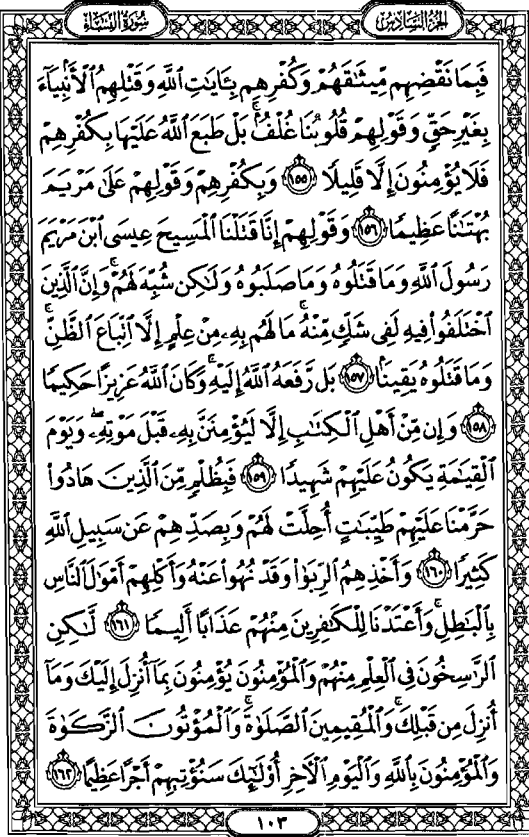 سورة النساء
الجزء السادس
فَبِمَا نَقْضِهِم مِّيثَٰقَهُمْ وَكُفْرِهِم بِـَٔايَٰتِ ٱللَّهِ وَقَتْلِهِمُ ٱلْأَنۢبِيَآءَ
بِغَيْرِ حَقٍّ وَقَوْلِهِمْ قُلُوبُنَا غُلْفٌۢ ۚ بَلْ طَبَعَ ٱللَّهُ عَلَيْهَا بِكُفْرِهِمْ
فَلَا يُؤْمِنُونَ إِلَّا قَلِيلًا ١٥٥ وَبِكُفْرِهِمْ وَقَوْلِهِمْ عَلَىٰ مَرْيَمَ
بُهْتَٰنًا عَظِيمًا ١٥٦ وَقَوْلِهِمْ إِنَّا قَتَلْنَا ٱلْمَسِيحَ عِيسَى ٱبْنَ مَرْيَمَ
رَسُولَ ٱللَّهِ وَمَا قَتَلُوهُ وَمَا صَلَبُوهُ وَلَٰكِن شُبِّهَ لَهُمْ ۚ وَإِنَّ ٱلَّذِينَ
ٱخْتَلَفُوا۟ فِيهِ لَفِى شَكٍّ مِّنْهُ ۚ مَا لَهُم بِهِۦ مِنْ عِلْمٍ إِلَّا ٱتِّبَاعَ ٱلظَّنِّ ۚ
وَمَا قَتَلُوهُ يَقِينًۢا ١٥٧ بَل رَّفَعَهُ ٱللَّهُ إِلَيْهِ ۚ وَكَانَ ٱللَّهُ عَزِيزًا حَكِيمًا
١٥٨ وَإِن مِّنْ أَهْلِ ٱلْكِتَٰبِ إِلَّا لَيُؤْمِنَنَّ بِهِۦ قَبْلَ مَوْتِهِۦ ۖ وَيَوْمَ
ٱلْقِيَٰمَةِ يَكُونُ عَلَيْهِمْ شَهِيدًا ١٥٩ فَبِظُلْمٍ مِّنَ ٱلَّذِينَ هَادُوا۟
حَرَّمْنَا عَلَيْهِمْ طَيِّبَٰتٍ أُحِلَّتْ لَهُمْ وَبِصَدِّهِمْ عَن سَبِيلِ ٱللَّهِ
كَثِيرًا ١٦٠ وَأَخْذِهِمُ ٱلرِّبَوٰا۟ وَقَدْ نُهُوا۟ عَنْهُ وَأَكْلِهِمْ أَمْوَٰلَ ٱلنَّاسِ
بِٱلْبَٰطِلِ ۚ وَأَعْتَدْنَا لِلْكَٰفِرِينَ مِنْهُمْ عَذَابًا أَلِيمًا ١٦١ لَّٰكِنِ
ٱلرَّٰسِخُونَ فِى ٱلْعِلْمِ مِنْهُمْ وَٱلْمُؤْمِنُونَ يُؤْمِنُونَ بِمَآ أُنزِلَ إِلَيْكَ وَمَآ
أُنزِلَ مِن قَبْلِكَ ۚ وَٱلْمُقِيمِينَ ٱلصَّلَوٰةَ ۚ وَٱلْمُؤْتُونَ ٱلزَّكَوٰةَ
وَٱلْمُؤْمِنُونَ بِٱللَّهِ وَٱلْيَوْمِ ٱلْءَاخِرِ أُو۟لَٰٓئِكَ سَنُؤْتِيهِمْ أَجْرًا عَظِيمًا ١٦٢
١٠٣